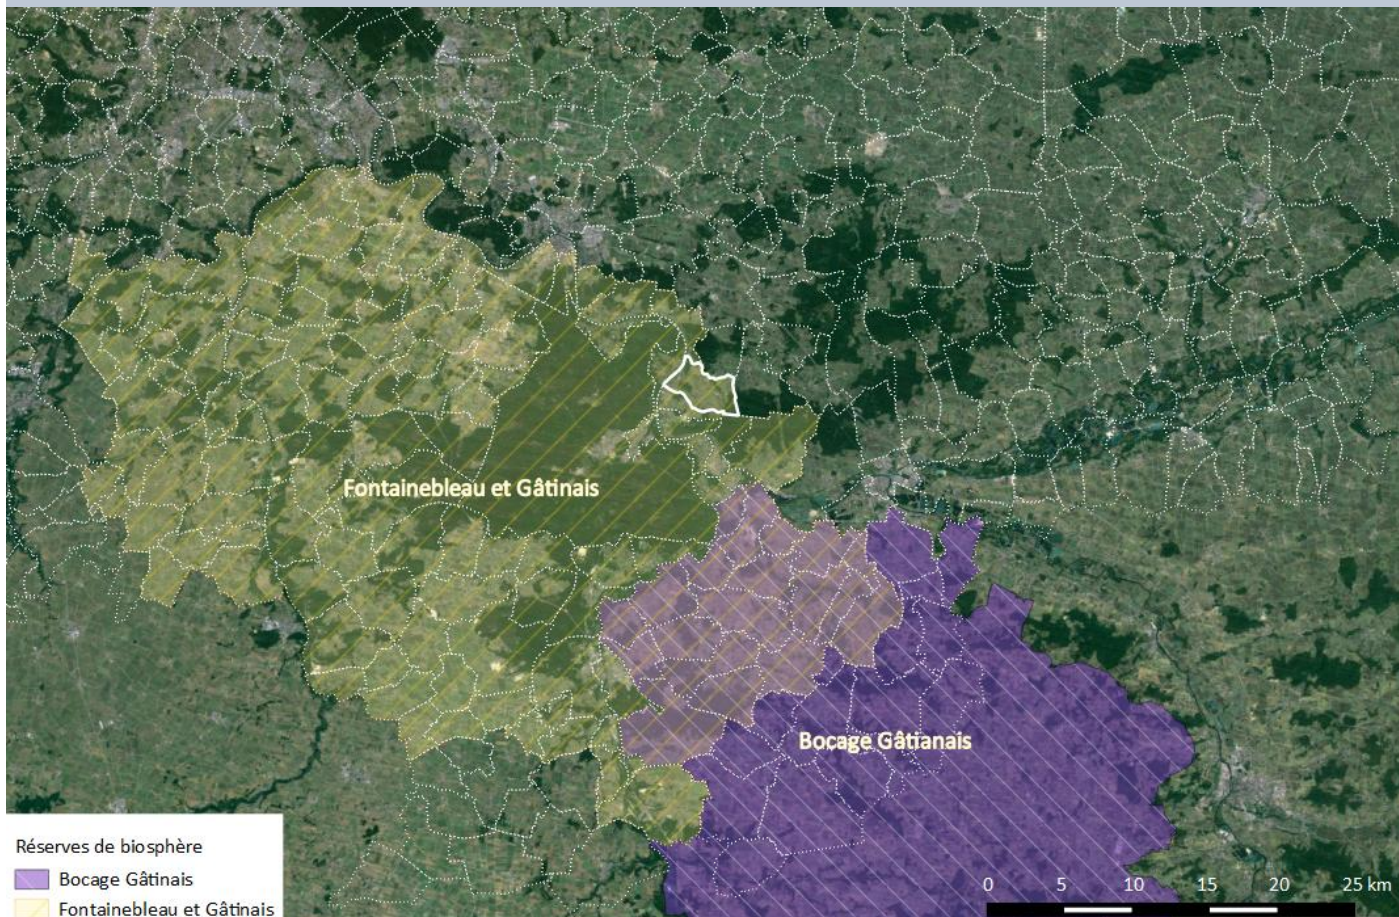 Fontainebleau et Gâtinais
Bocage Gâtianais
Réserves de biosphère
Bocage Gâtinais
Fontainebleau et Gâtinais
0 5 10 15 20 25 km